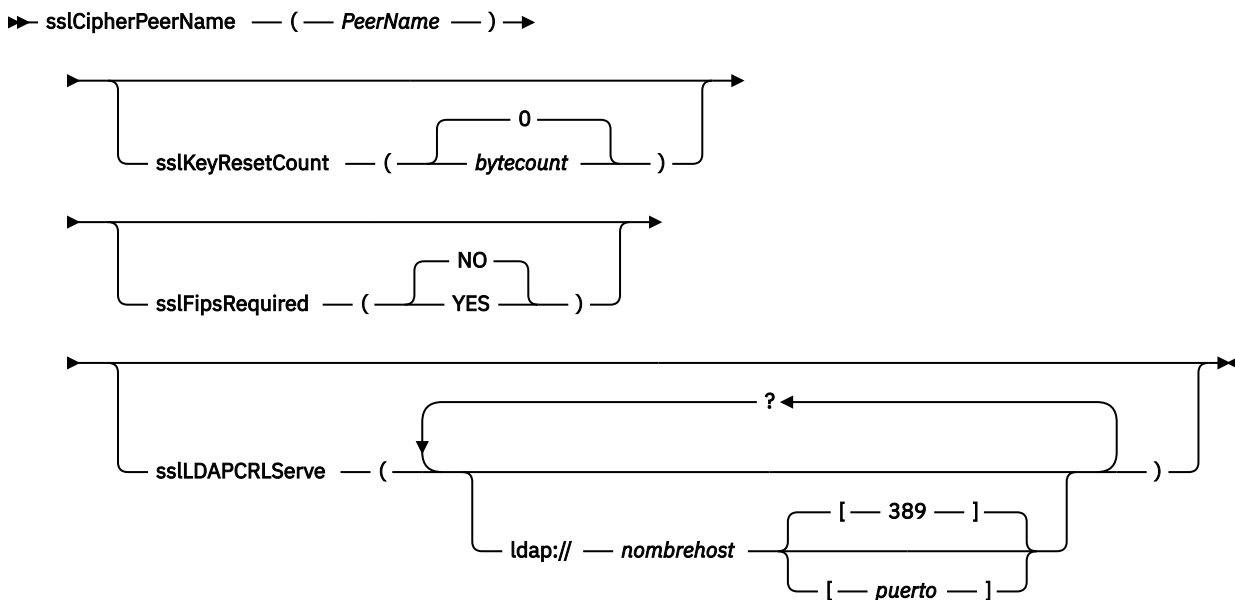 sslCipherPeerName ( PeerName )
0
sslKeyResetCount ( bytecount )
NO
sslFipsRequired ( YES )
?
sslLDAPCRLServe ( )
[ 389 ]
ldap:// nombrehost
[ puerto ]